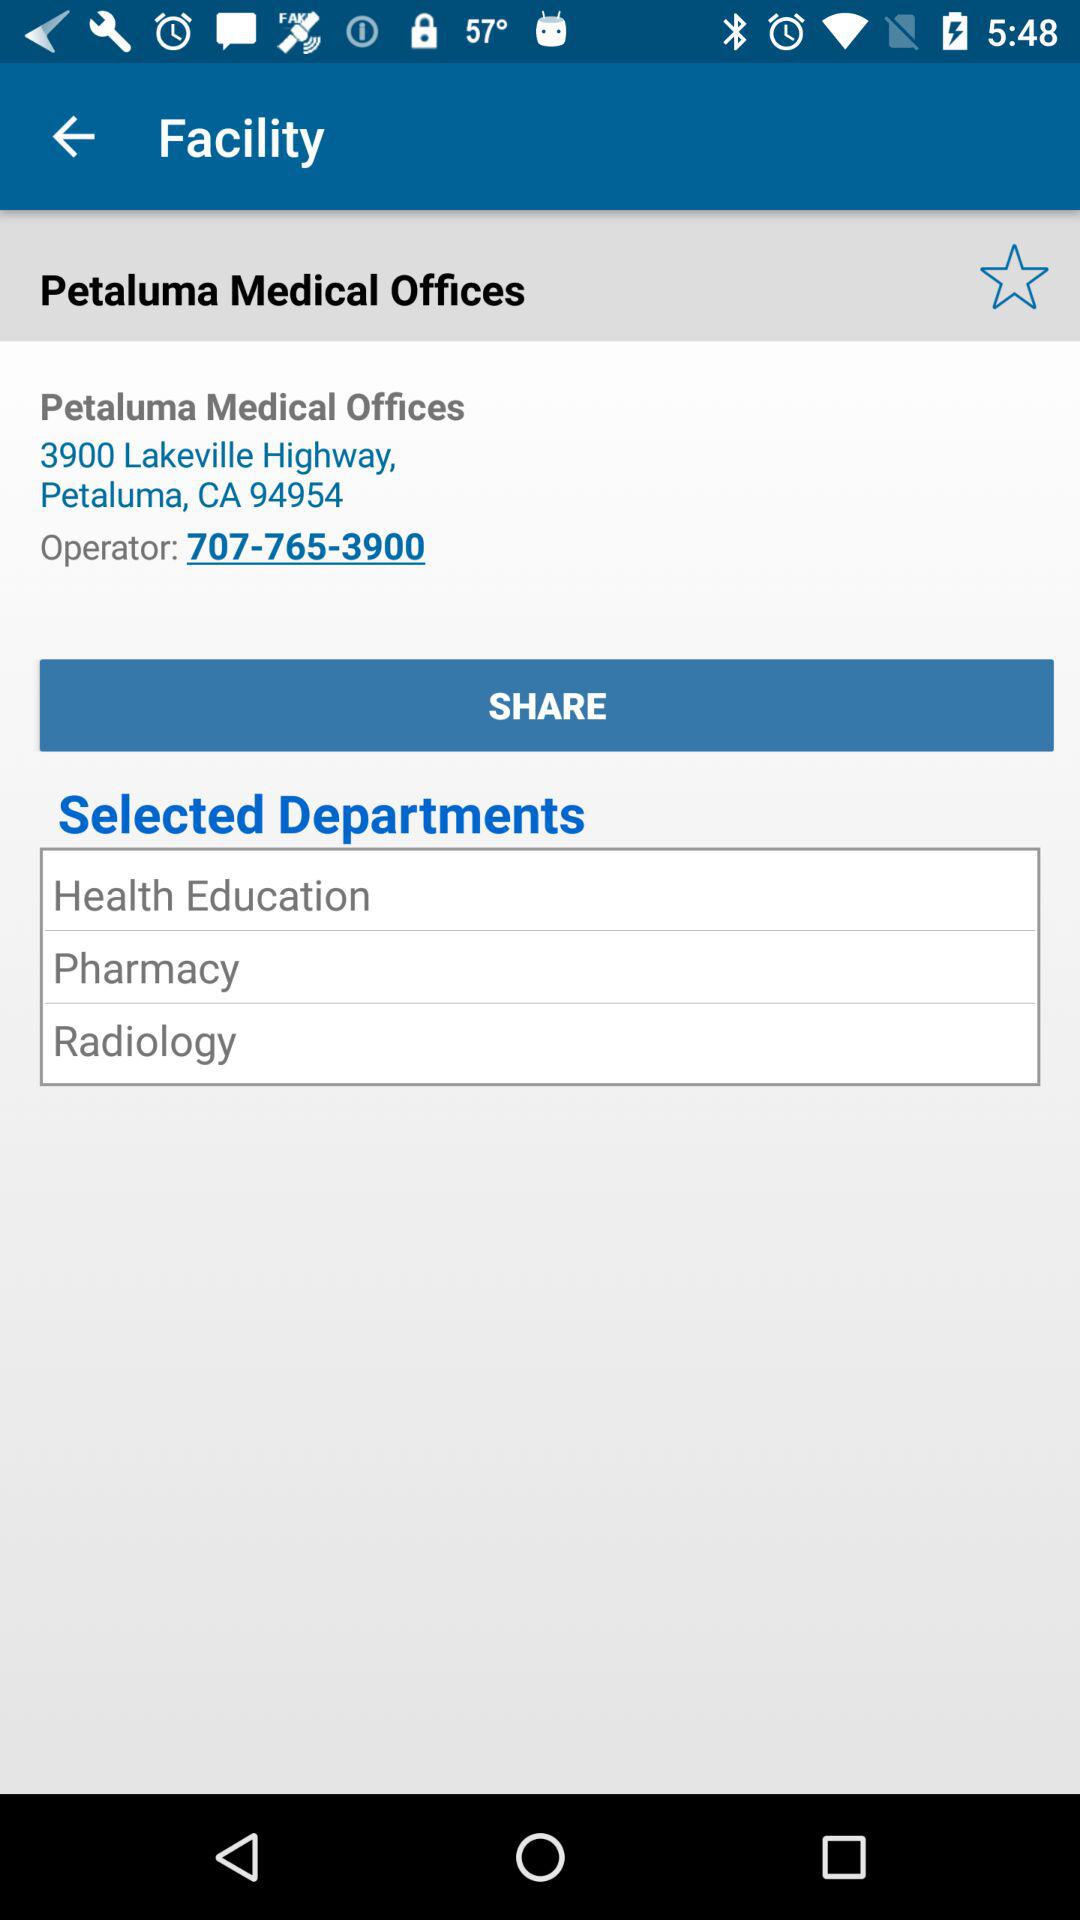 FAKE 57° 5:48
Facility
Petaluma Medical Offices
Petaluma Medical Offices
3900 Lakeville Highway,
Petaluma, CA 94954
Operator: 707-765-3900
SHARE
Selected Departments
Health Education
Pharmacy
Radiology